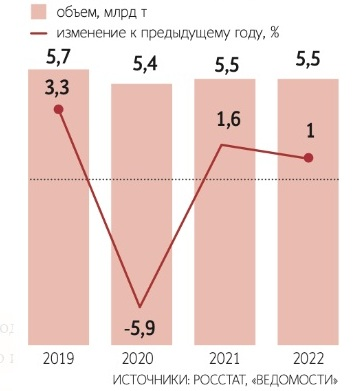 объем, млрд т
изменение к предыдущему году, %
5,7 5,4 5,5 5,5
3,3 1,6 1
-5,9
2019 2020 2021 2022
ИСТОЧНИКИ: РОССТАТ, «ВЕДОМОСТИ»